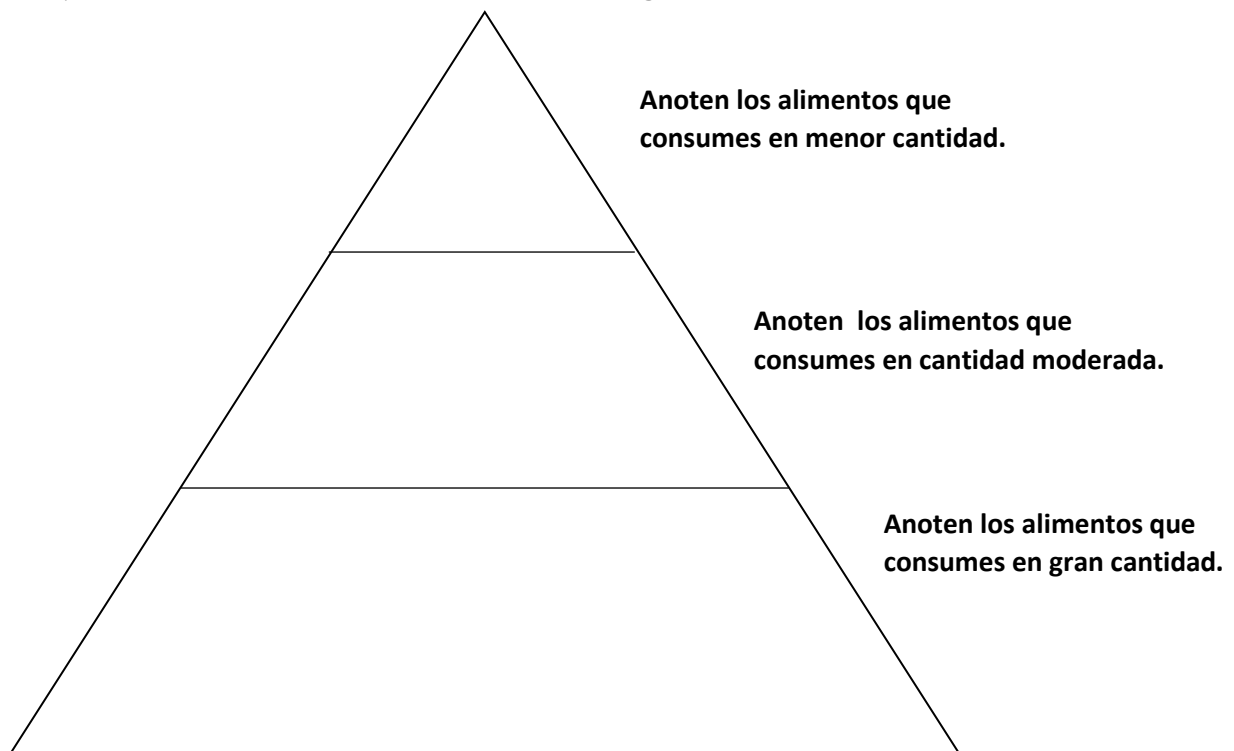 Anoten los alimentos que
consumes en menor cantidad.
Anoten  los alimentos que
consumes en cantidad moderada.
Anoten los alimentos que
consumes en gran cantidad.